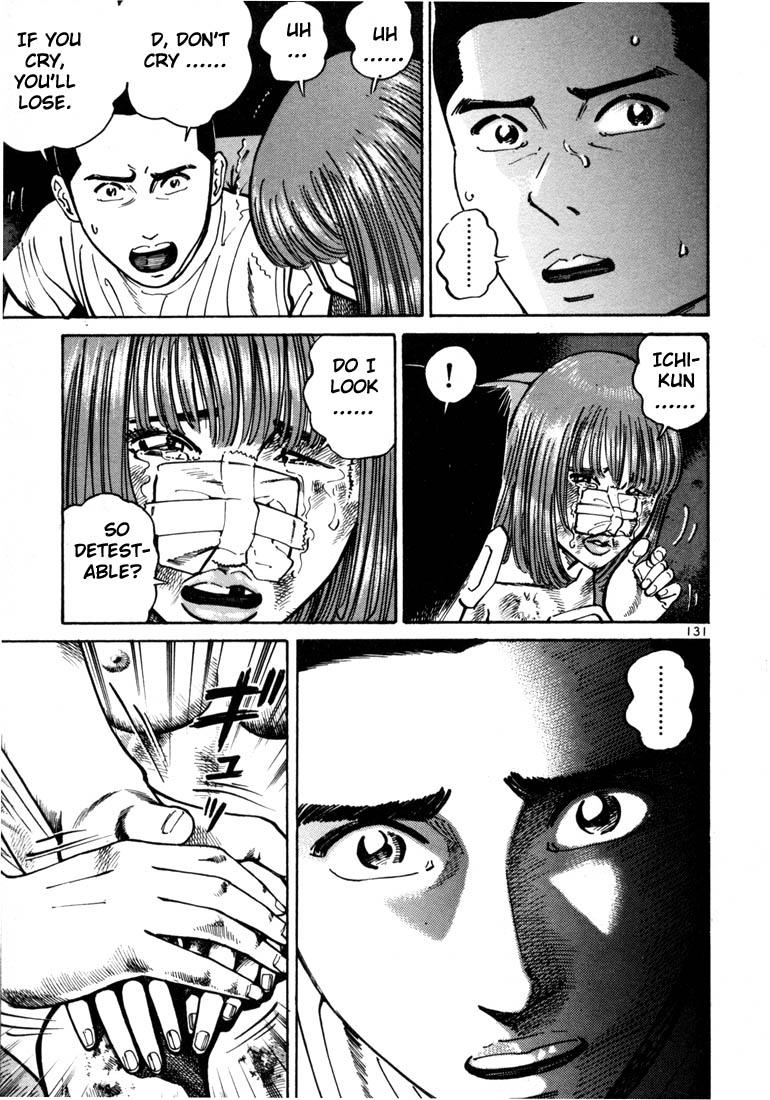 UH
......
UH
...
D, DON'T
CRY ......
IF YOU
CRY,
YOU'LL
LOSE.
ICHI-
KUN
......
!
DO I
LOOK
......
SO
DETEST-
ABLE?
131
ギュッ